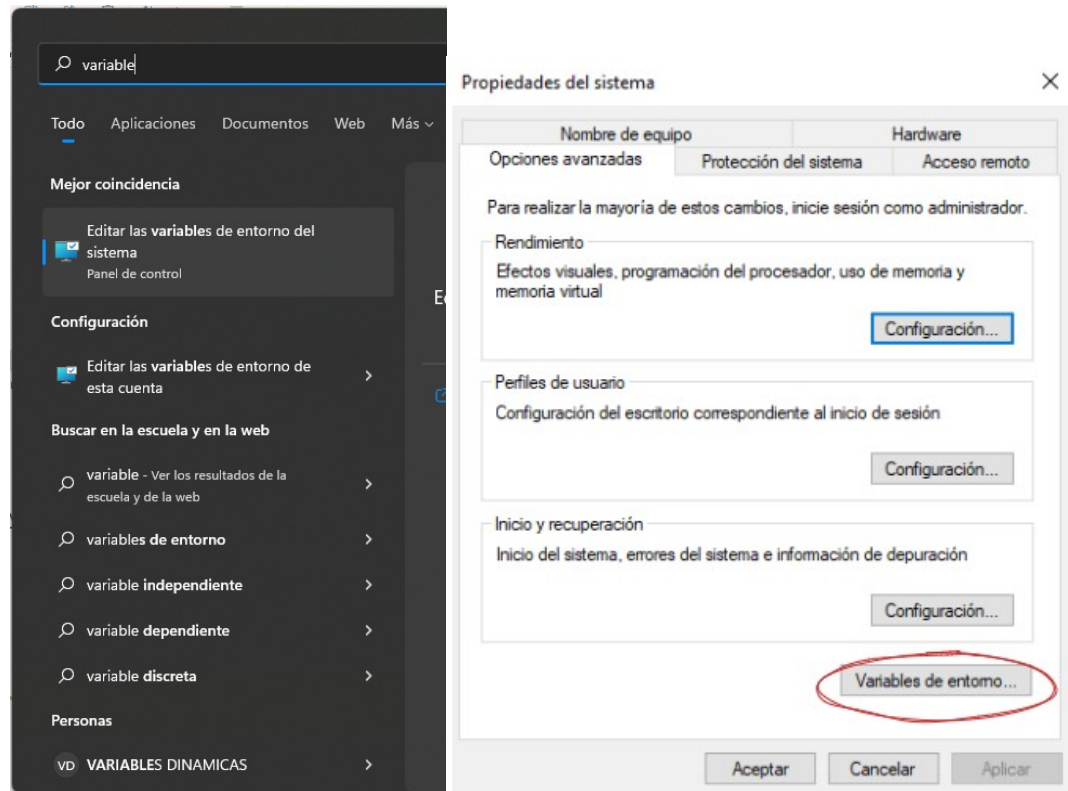 variable
Todo Aplicaciones Documentos Web Más
Mejor coincidencia
Editar las variables de entorno del
sistema
Panel de control
Configuración
Editar las variables de entorno de
esta cuenta
Buscar en la escuela y en la web
variable - Ver los resultados de la
escuela y de la web
variables de entorno
variable independiente
variable dependiente
variable discreta
Personas
VD VARIABLES DINAMICAS
Propiedades del sistema
Nombre de equipo Hardware
Opciones avanzadas Protección del sistema Acceso remoto
Para realizar la mayoría de estos cambios, inicie sesión como administrador.
Rendimiento
Efectos visuales, programación del procesador, uso de memoria y
memoria virtual
Configuración...
Perfiles de usuario
Configuración del escritorio correspondiente al inicio de sesión
Configuración...
Inicio y recuperación
Inicio del sistema, errores del sistema e información de depuración
Configuración...
Variables de entorno...
Aceptar Cancelar Aplicar